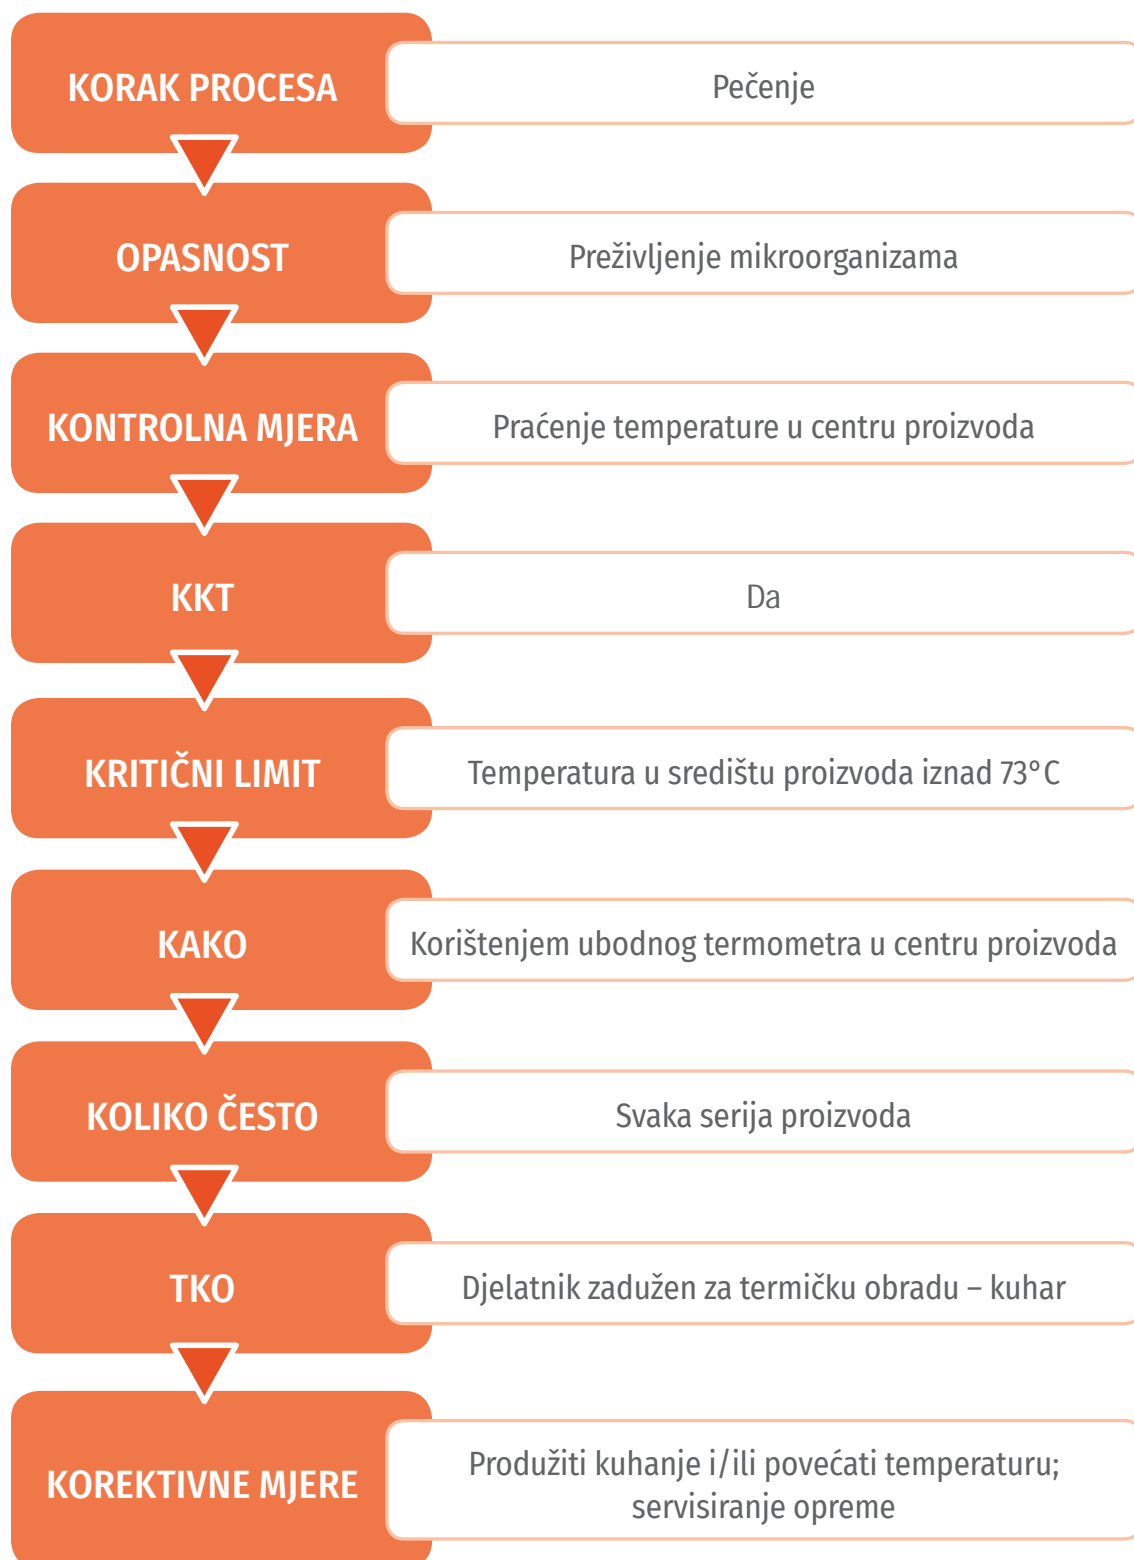 KORAK PROCESA
Pečenje
OPASNOST
Preživljenje mikroorganizama
KONTROLNA MJERA
Praćenje temperature u centru proizvoda
KKT
Da
KRITIČNI LIMIT
Temperatura u središtu proizvoda iznad 73°C
KAKO
Korištenjem ubodnog termometra u centru proizvoda
KOLIKO ČESTO
Svaka serija proizvoda
TKO
Djelatnik zadužen za termičku obradu – kuhar
KOREKTIVNE MJERE
Produžiti kuhanje i/ili povećati temperaturu;
servisiranje opreme